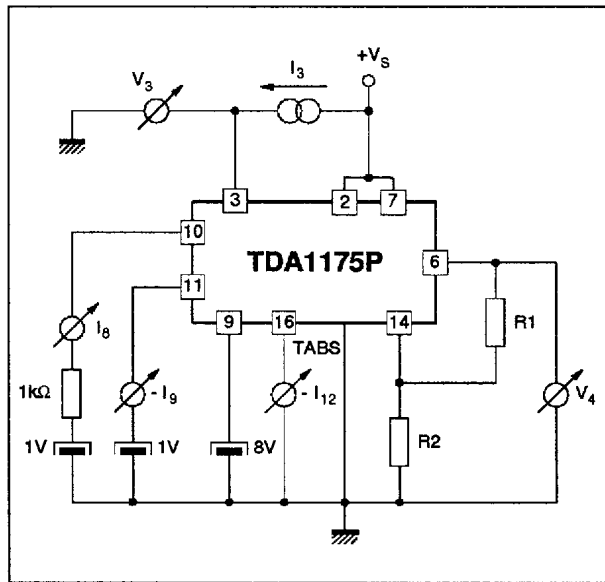 +VS
V3
I3
3
2
7
10
TDA1175P
6
11
9
16
14
R1
TABS
I8
1kΩ
- I9
- I12
V4
R2
1V
1V
8V